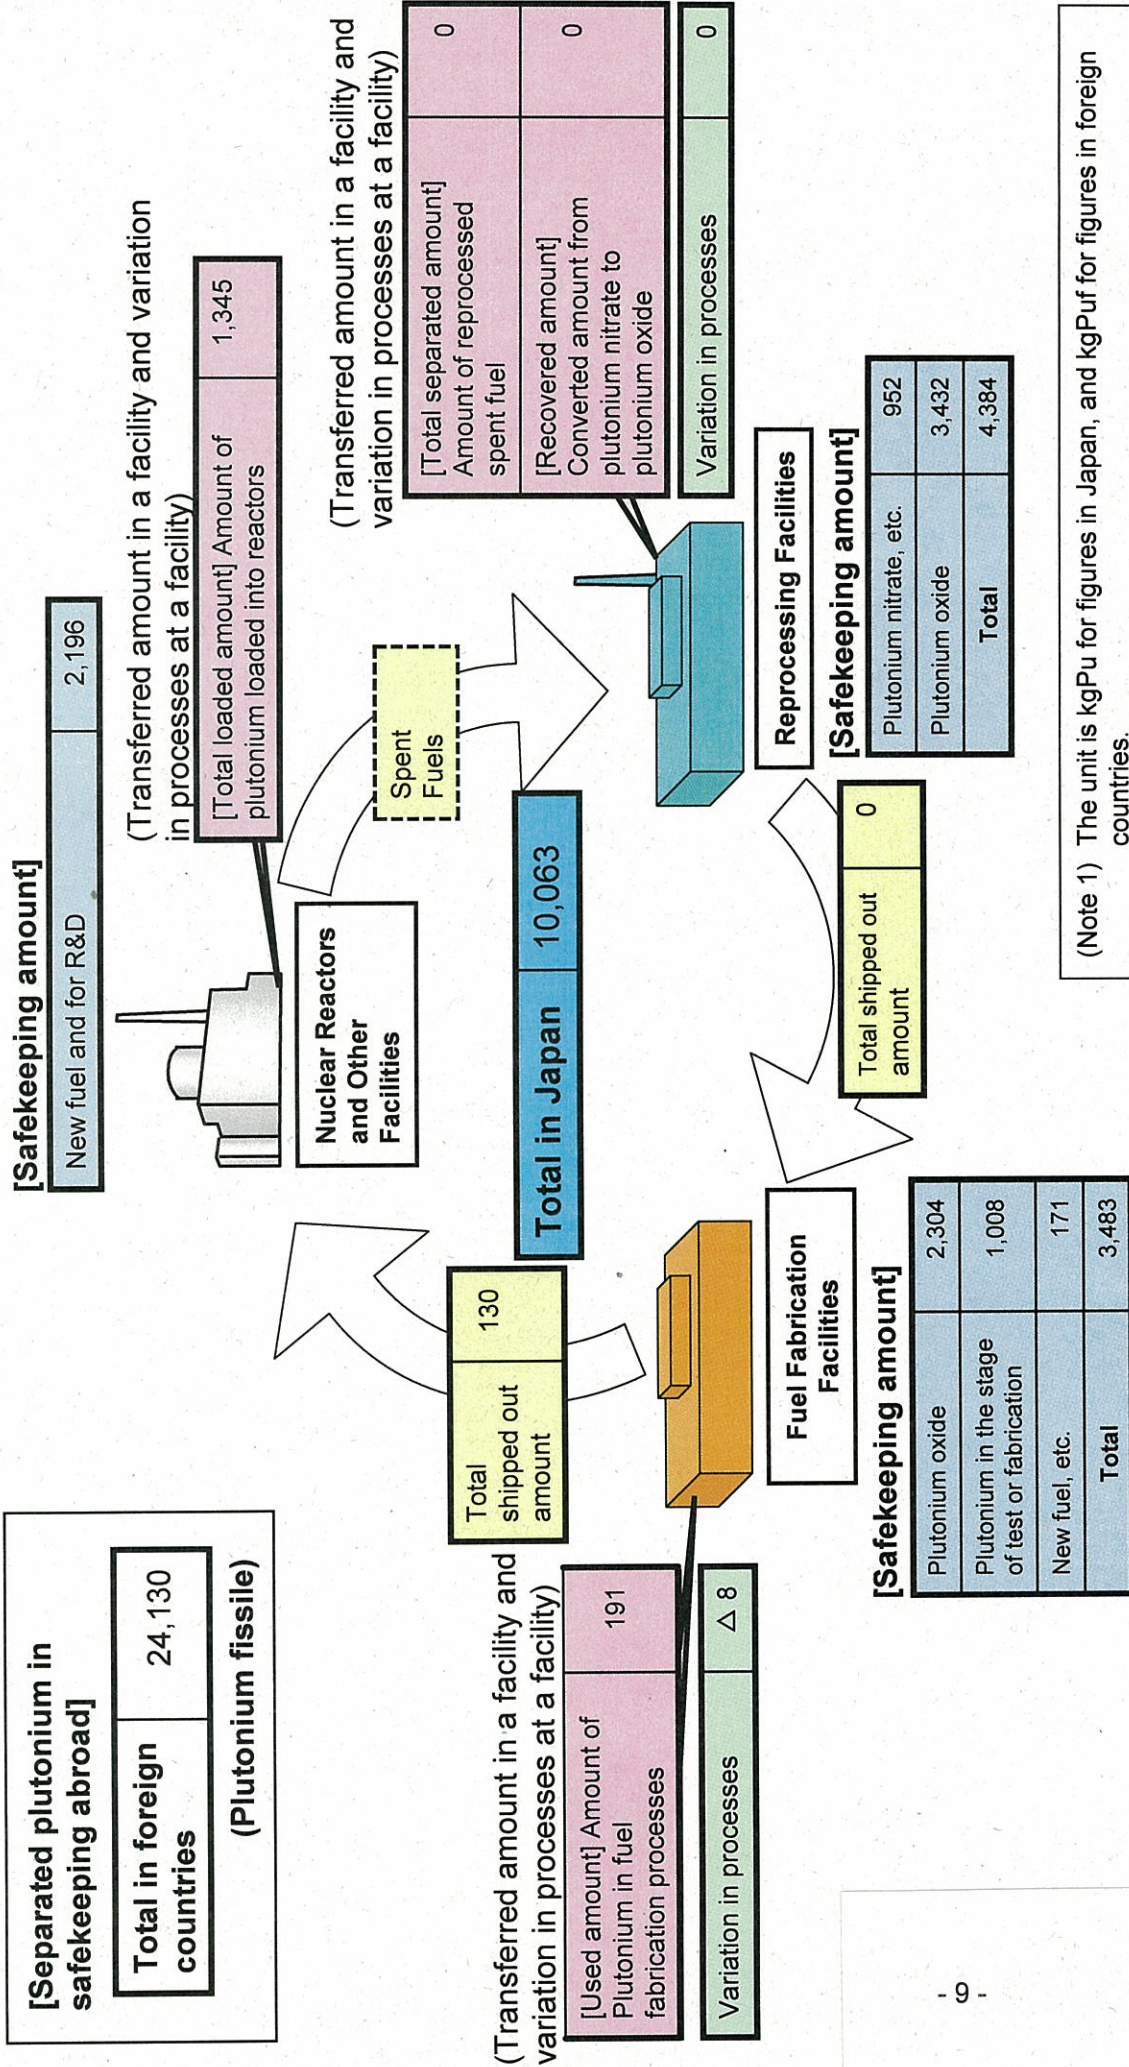 [Separated plutonium in
safekeeping abroad]
Total in foreign
countries
24,130
(Plutonium fissile)
[Safekeeping amount]
New fuel and for R&D
2,196
(Transferred amount in a facility and variation
in processes at a facility)
[Total loaded amount] Amount of
plutonium loaded into reactors
1,345
Nuclear Reactors
and Other
Facilities
Spent
Fuels
Total
shipped out
amount
130
Total in Japan
10,063
(Transferred amount in a facility and
variation in processes at a facility)
[Total separated amount]
Amount of reprocessed
spent fuel
0
[Recovered amount]
Converted amount from
plutonium nitrate to
plutonium oxide
0
Variation in processes
0
(Transferred amount in a facility and
variation in processes at a facility)
[Used amount] Amount of
Plutonium in fuel
fabrication processes
191
Variation in processes
△ 8
Fuel Fabrication
Facilities
[Safekeeping amount]
Plutonium oxide
2,304
Plutonium in the stage
of test or fabrication
1,008
New fuel, etc.
171
Total
3,483
Total shipped out
amount
0
Reprocessing Facilities
[Safekeeping amount]
Plutonium nitrate, etc.
952
Plutonium oxide
3,432
Total
4,384
(Note 1) The unit is kgPu for figures in Japan, and kgPuf for figures in foreign
countries.
- 9 -